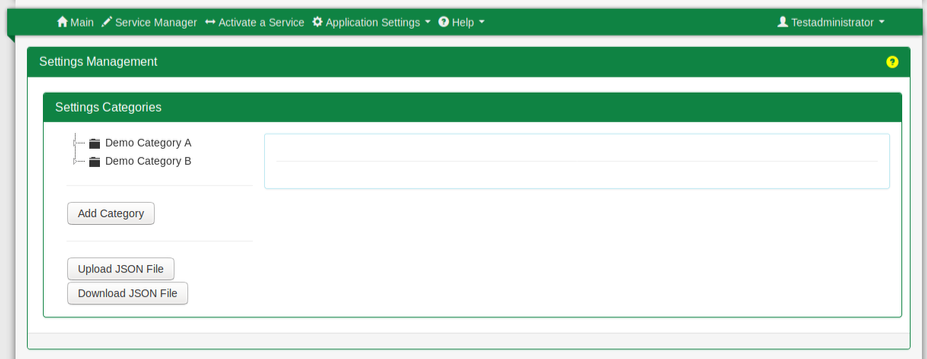 Main Service Manager Activate a Service Application Settings Help Testadministrator
Settings Management
Settings Categories
Demo Category A
Demo Category B
Add Category
Upload JSON File
Download JSON File